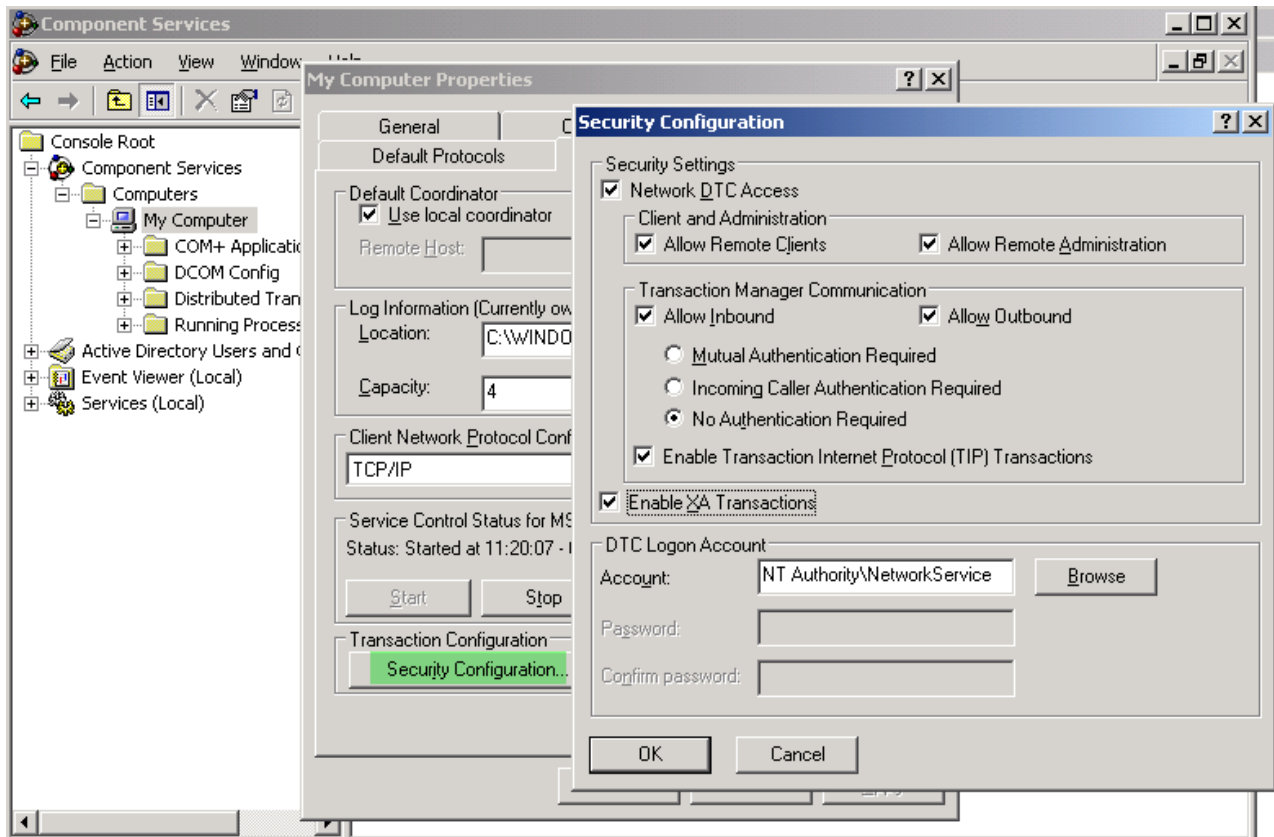 Component Services
File Action View Window
My Computer Properties
Security Configuration
Console Root
Component Services
Computers
My Computer
COM+ Applicatic
DCOM Config
Distributed Tran
Running Process
Active Directory Users and
Event Viewer (Local)
Services (Local)
General
Default Protocols
Default Coordinator
Use local coordinator
Remote Host:
Log Information (Currently ow
Location: C:\WINDO
Capacity: 4
Client Network Protocol Conf
TCP/IP
Service Control Status for MS
Status: Started at 11:20:07 -
Start Stop
Transaction Configuration
Security Configuration...
Security Settings
Network DTC Access
Client and Administration
Allow Remote Clients Allow Remote Administration
Transaction Manager Communication
Allow Inbound Allow Outbound
Mutual Authentication Required
Incoming Caller Authentication Required
No Authentication Required
Enable Transaction Internet Protocol (TIP) Transactions
Enable XA Transactions
DTC Logon Account
Account: NT Authority\NetworkService Browse
Password:
Confirm password:
OK Cancel